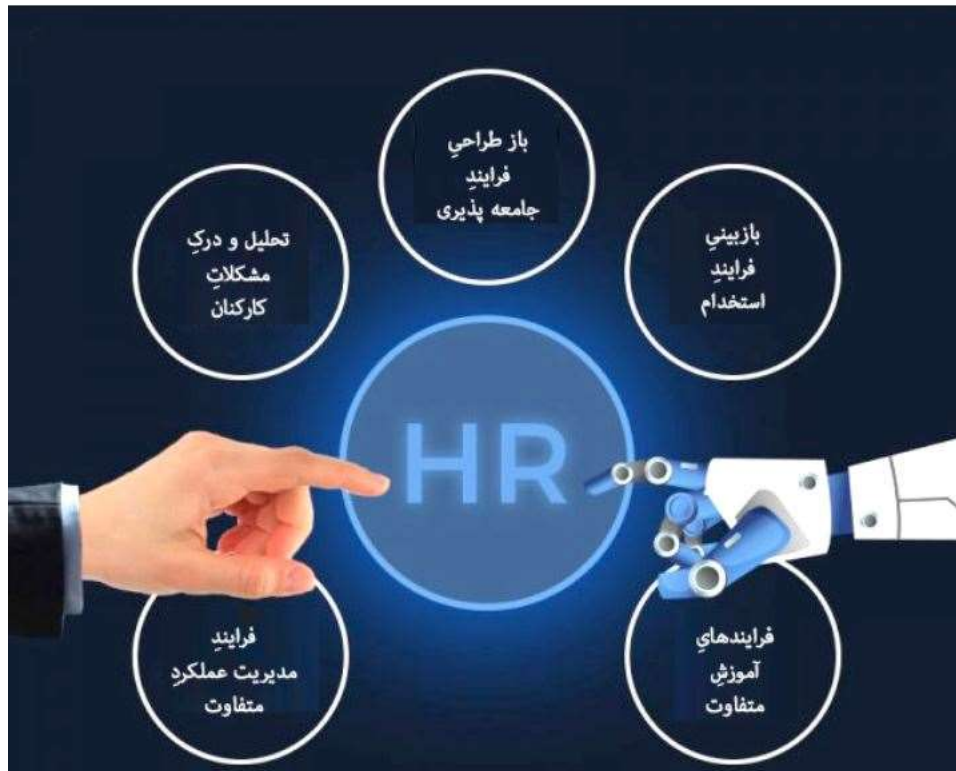 باز طراحیِ
فرایندِ
جامعه پذیری
بازبینیِ
فرایندِ
استخدام
تحلیل و درکِ
مشکلاتِ
کارکنان
HR
فرایندهایِ
آموزشِ
متفاوت
فرایندِ
مدیریت عملکردِ
متفاوت